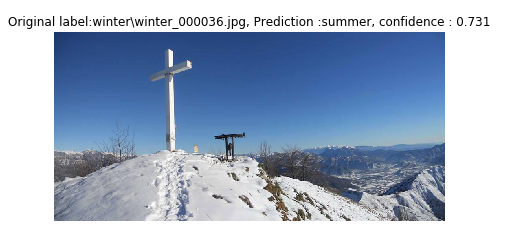 Original label:winter\winter_000036.jpg, Prediction :summer, confidence : 0.731